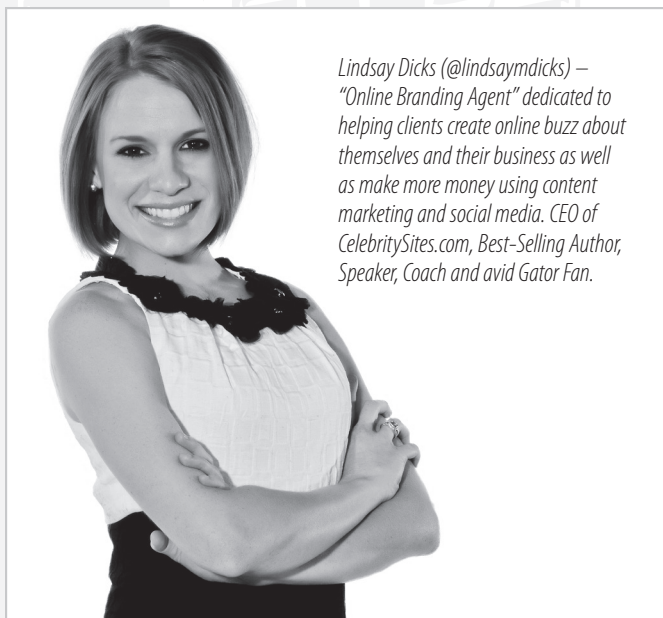 Lindsay Dicks (@lindsaymdicks) –
“Online Branding Agent” dedicated to
helping clients create online buzz about
themselves and their business as well
as make more money using content
marketing and social media. CEO of
CelebritySites.com, Best-Selling Author,
Speaker, Coach and avid Gator Fan.